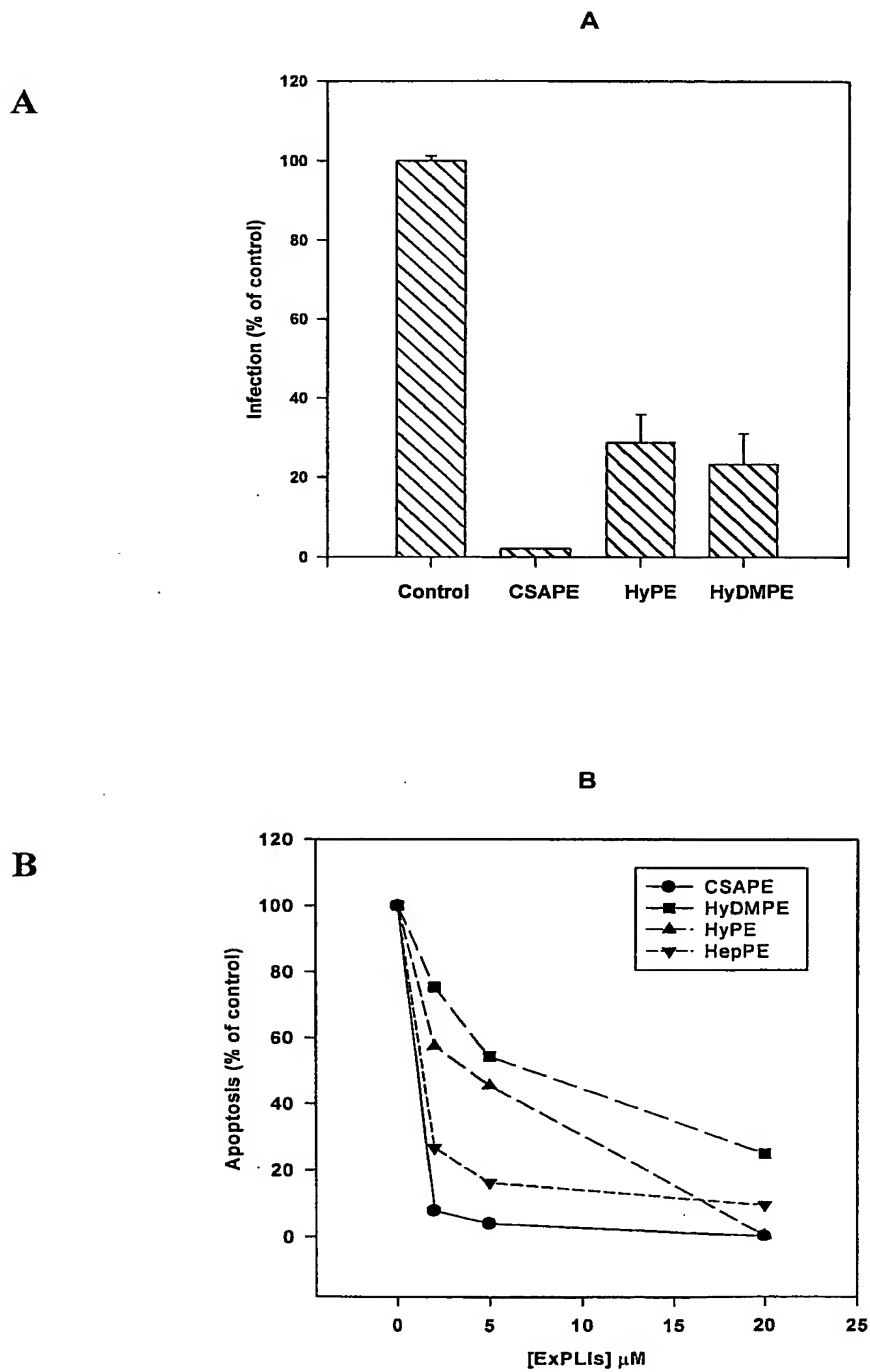 A
A
120
100
80
60
40
20
0
Infection (% of control)
Control CSAPE HyPE HyDMPE
B
B
120
100
80
60
40
20
0
Apoptosis (% of control)
CSAPE
HyDMPE
HyPE
HepPE
0 5 10 15 20 25
[ExPLIs] µM